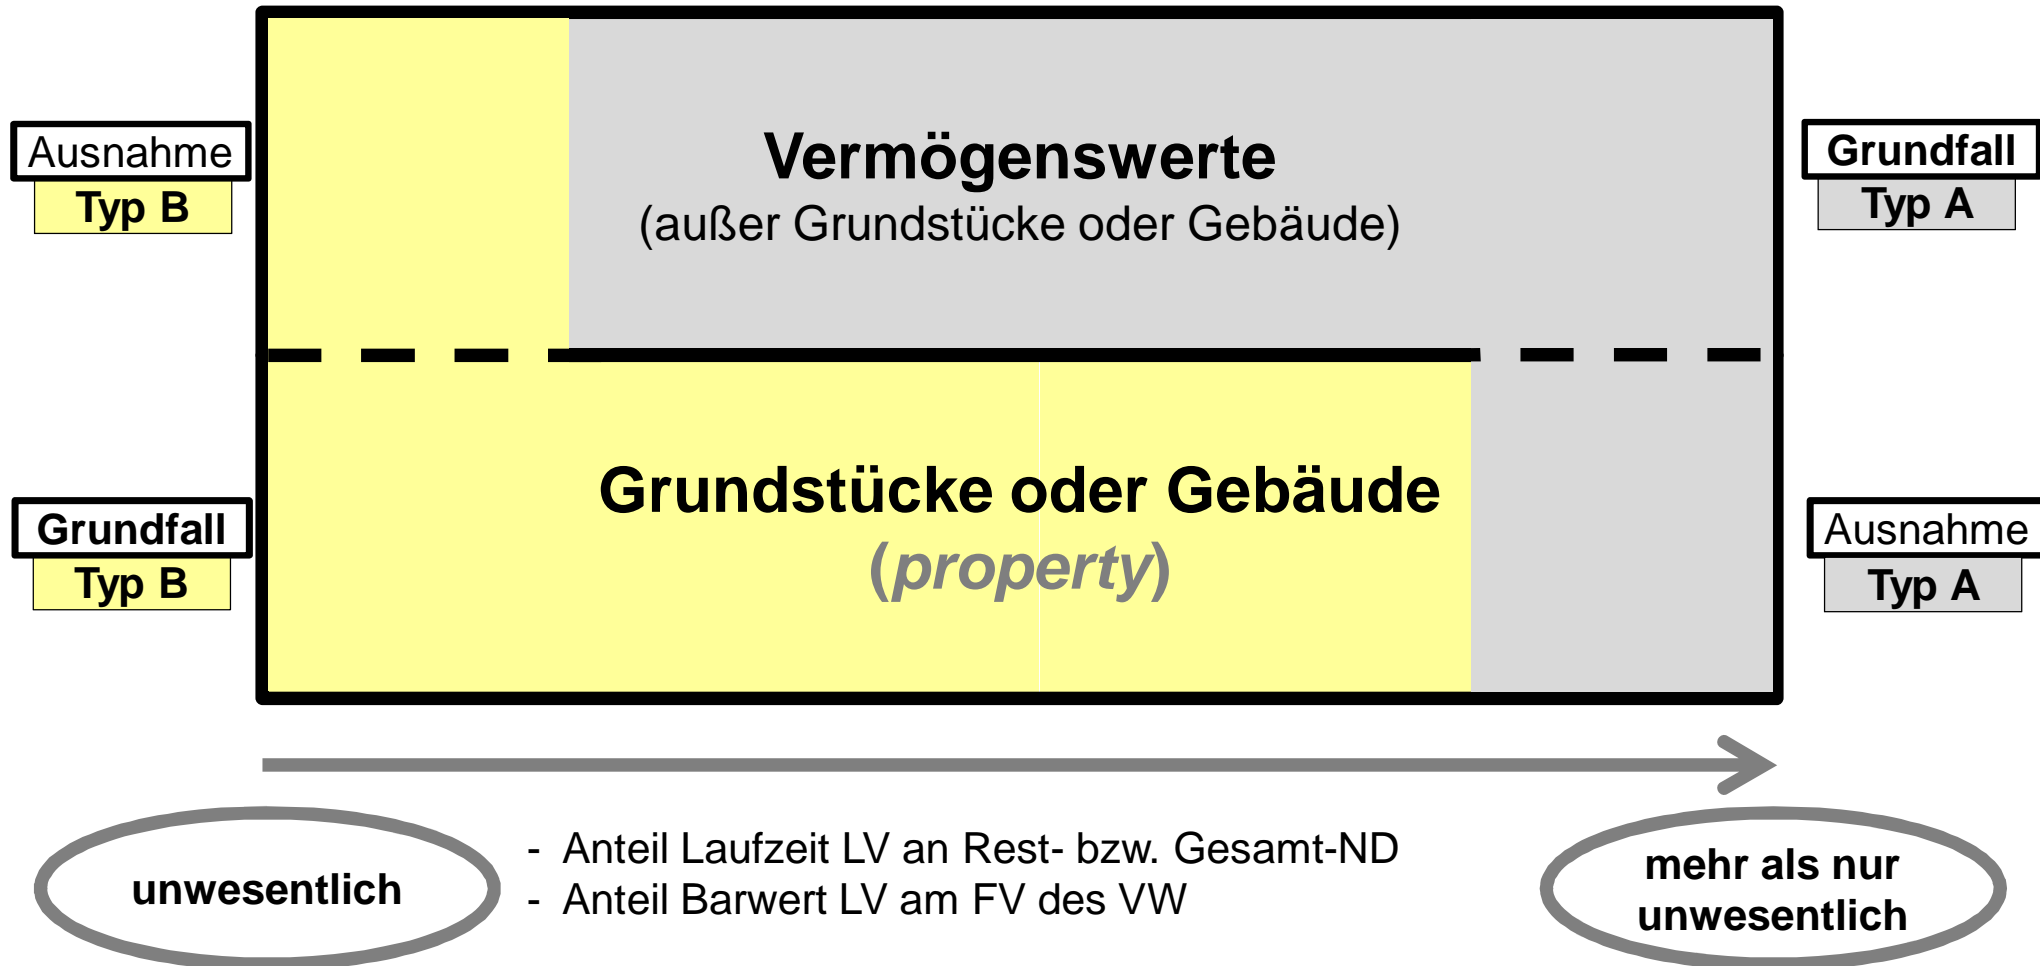 Ausnahme
Typ B
Vermögenswerte
(außer Grundstücke oder Gebäude)
Grundfall
Typ A
Grundfall
Typ B
Grundstücke oder Gebäude
(property)
Ausnahme
Typ A
unwesentlich
- Anteil Laufzeit LV an Rest- bzw. Gesamt-ND
- Anteil Barwert LV am FV des VW
mehr als nur
unwesentlich